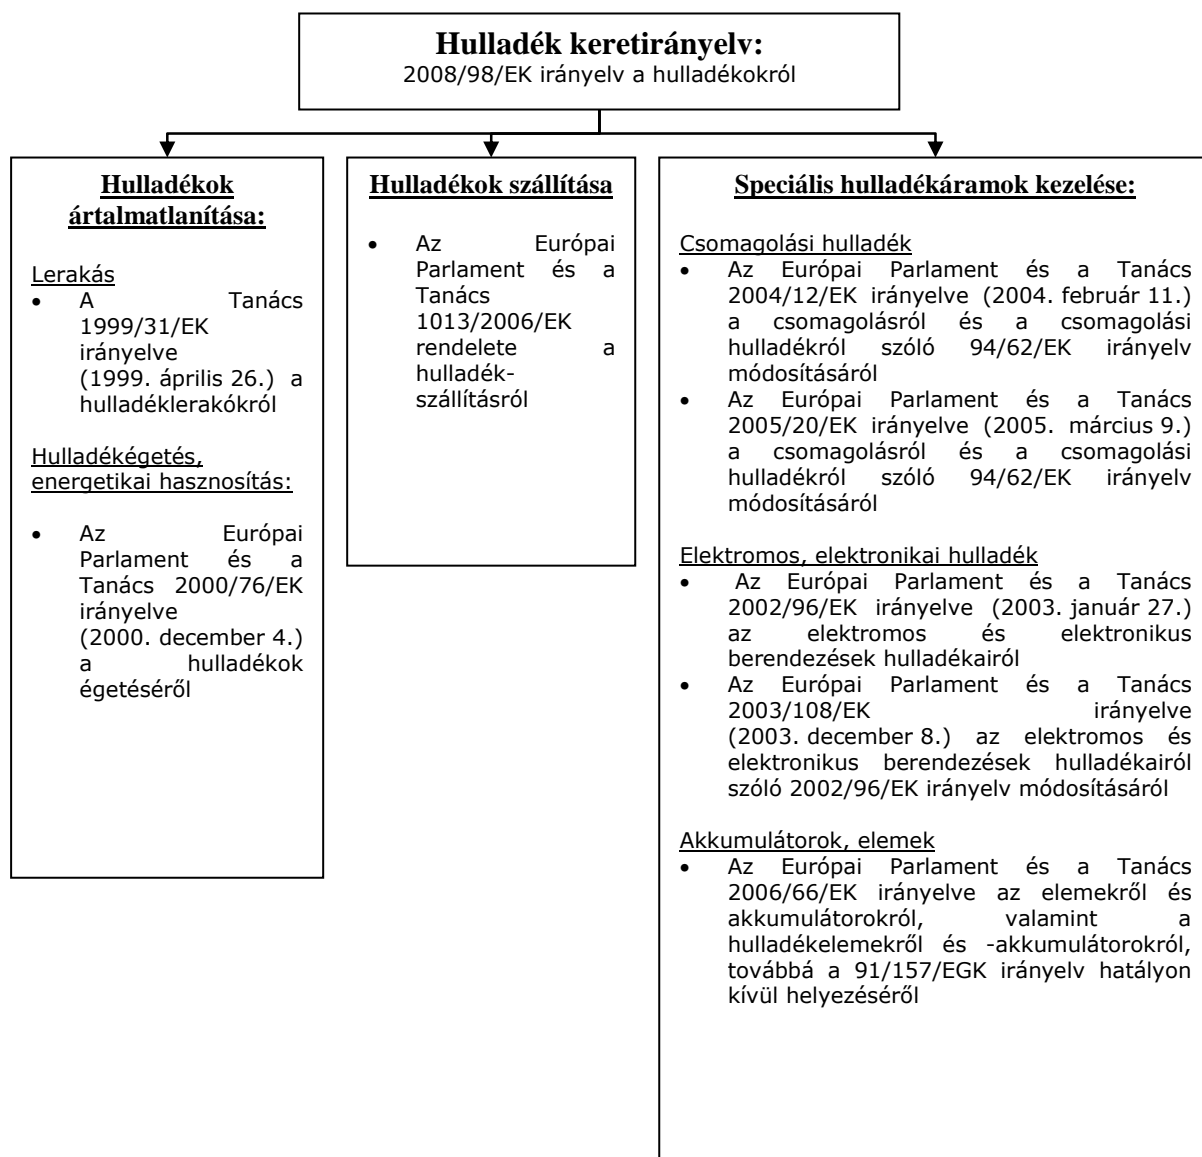 Hulladék keretirányelv:
2008/98/EK irányelv a hulladékokról
Hulladékok
ártalmatlanítása:
Lerakás
• A Tanács
1999/31/EK
irányelve
(1999. április 26.) a
hulladéklerakókról
Hulladékégetés,
energetikai hasznosítás:
• Az Európai
Parlament és a
Tanács 2000/76/EK
irányelve
(2000. december 4.)
a hulladékok
égetéséről
Hulladékok szállítása
• Az Európai
Parlament és a
Tanács
1013/2006/EK
rendelete a
hulladék-
szállításról
Speciális hulladékáramok kezelése:
Csomagolási hulladék
• Az Európai Parlament és a Tanács
2004/12/EK irányelve (2004. február 11.)
a csomagolásról és a csomagolási
hulladékról szóló 94/62/EK irányelv
módosításáról
• Az Európai Parlament és a Tanács
2005/20/EK irányelve (2005. március 9.)
a csomagolásról és a csomagolási
hulladékról szóló 94/62/EK irányelv
módosításáról
Elektromos, elektronikai hulladék
• Az Európai Parlament és a Tanács
2002/96/EK irányelve (2003. január 27.)
az elektromos és elektronikus
berendezések hulladékairól
• Az Európai Parlament és a Tanács
2003/108/EK irányelve
(2003. december 8.) az elektromos és
elektronikus berendezések hulladékairól
szóló 2002/96/EK irányelv módosításáról
Akkumulátorok, elemek
• Az Európai Parlament és a Tanács
2006/66/EK irányelve az elemekről és
akkumulátorokról, valamint a
hulladékelemekről és -akkumulátorokról,
továbbá a 91/157/EGK irányelv hatályon
kívül helyezéséről